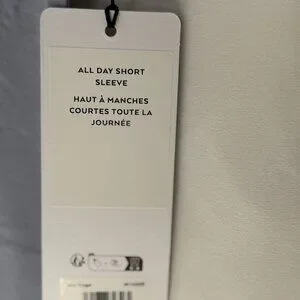 ALL DAY SHORT
SLEEVE
HAUT À MANCHES
COURTES TOUTE LA
JOURNÉE